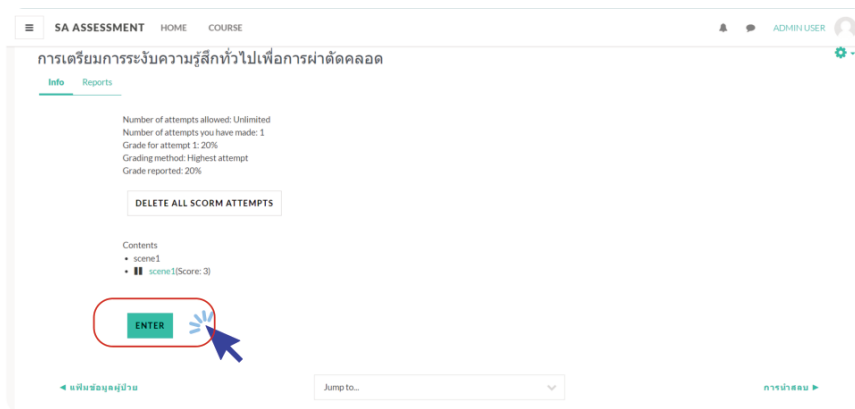 SA ASSESSMENT HOME COURSE ADMIN USER
การเตรียมการระงับความรู้สึกทั่วไปเพื่อการผ่าตัดคลอด
Info Reports
Number of attempts allowed: Unlimited
Number of attempts you have made: 1
Grade for attempt 1: 20%
Grading method: Highest attempt
Grade reported: 20%
DELETE ALL SCORM ATTEMPTS
Contents
• scene1
• scene1(Score: 3)
ENTER
◄ แฟ้มข้อมูลผู้ป่วย Jump to... การนำสลบ ►